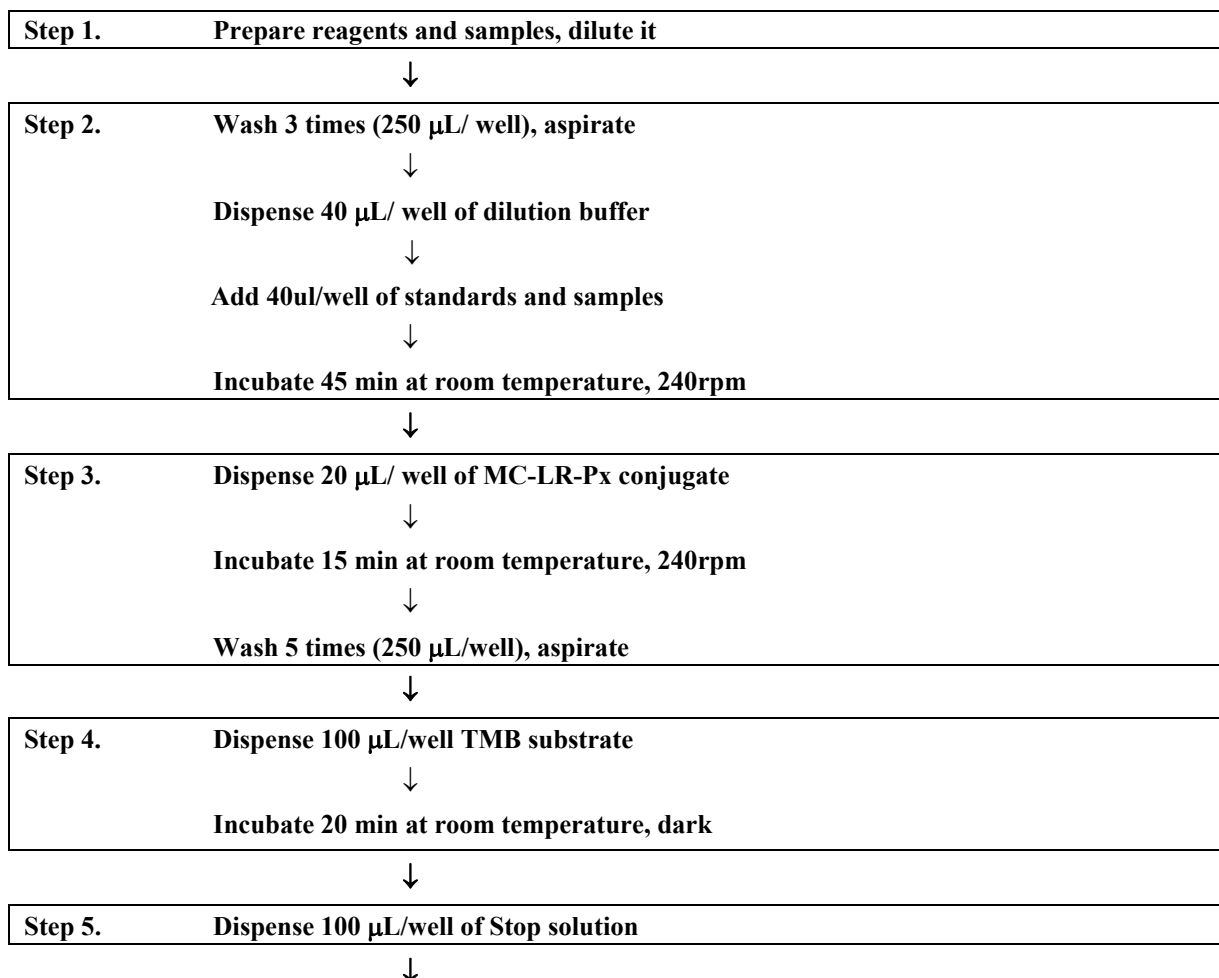 Step 1. Prepare reagents and samples, dilute it
↓
Step 2. Wash 3 times (250 μL/ well), aspirate
↓
Dispense 40 μL/ well of dilution buffer
↓
Add 40ul/well of standards and samples
↓
Incubate 45 min at room temperature, 240rpm
↓
Step 3. Dispense 20 μL/ well of MC-LR-Px conjugate
↓
Incubate 15 min at room temperature, 240rpm
↓
Wash 5 times (250 μL/well), aspirate
↓
Step 4. Dispense 100 μL/well TMB substrate
↓
Incubate 20 min at room temperature, dark
↓
Step 5. Dispense 100 μL/well of Stop solution
↓